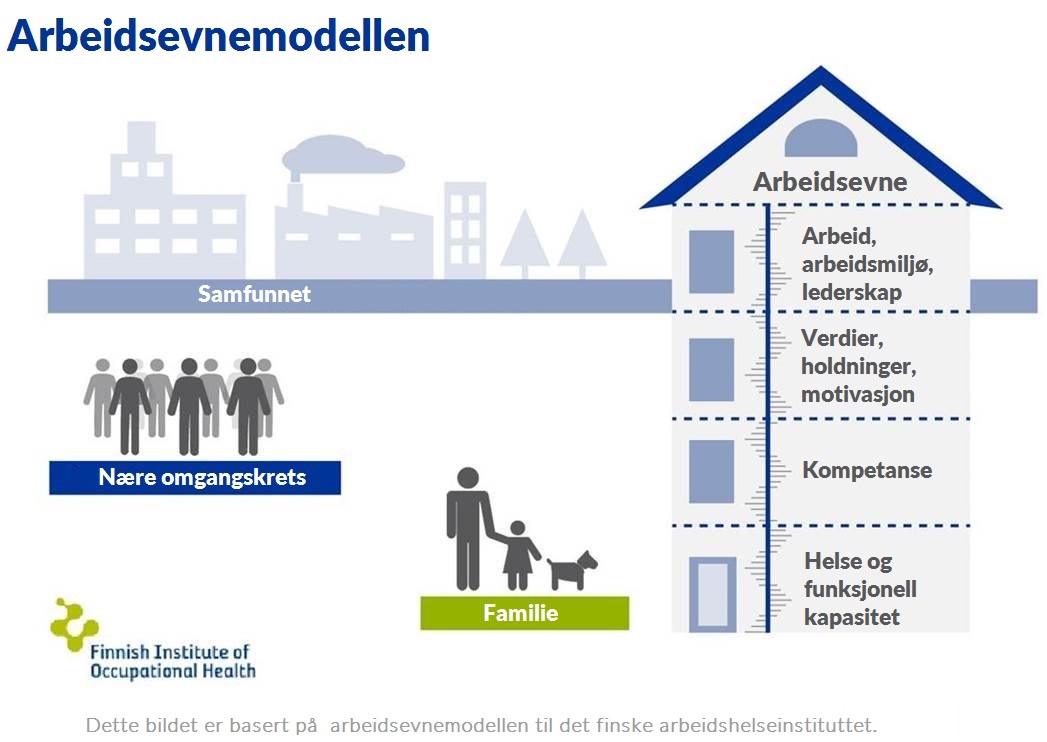 Arbeidsevnemodellen
Arbeidsevne
Arbeid,
arbeidsmiljø,
lederskap
Samfunnet
Verdier,
holdninger,
motivasjon
Nære omgangskrets
Kompetanse
Helse og
funksjonell
kapasitet
Familie
Finnish Institute of
Occupational Health
Dette bildet er basert på arbeidsevnemodellen til det finske arbeidshelseinstituttet.